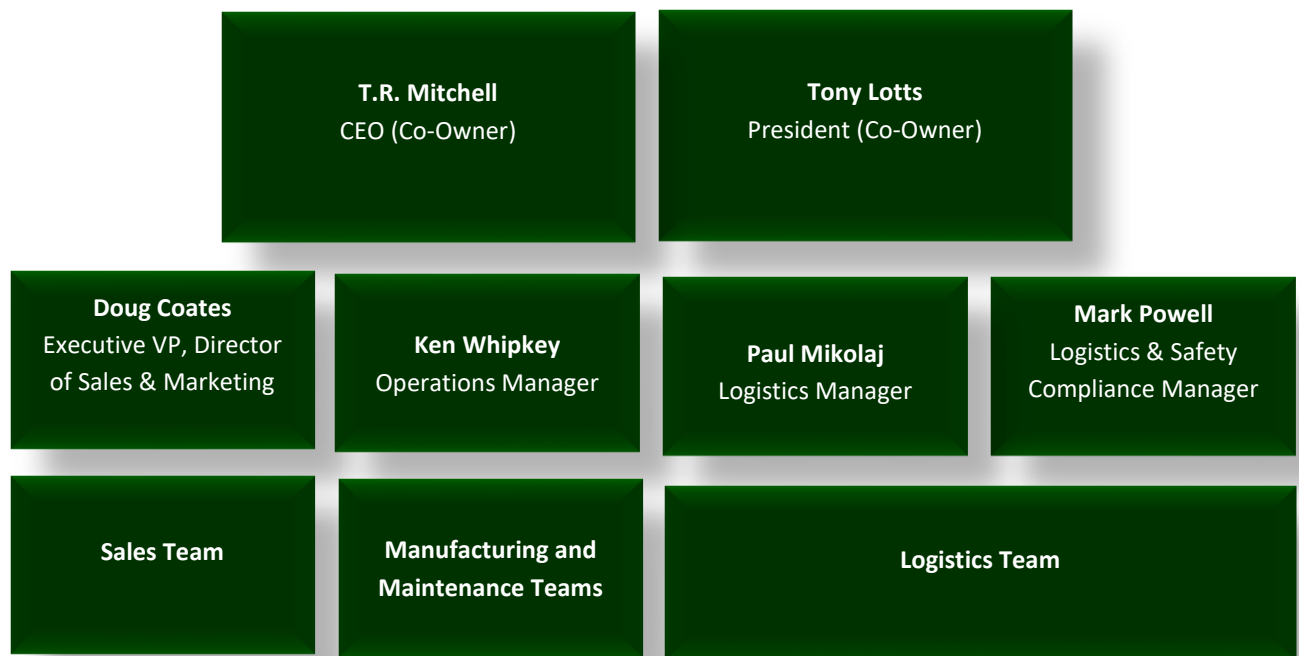 T.R. Mitchell
CEO (Co-Owner)
Tony Lotts
President (Co-Owner)
Doug Coates
Executive VP, Director
of Sales & Marketing
Ken Whipkey
Operations Manager
Paul Mikolaj
Logistics Manager
Mark Powell
Logistics & Safety
Compliance Manager
Sales Team
Manufacturing and
Maintenance Teams
Logistics Team